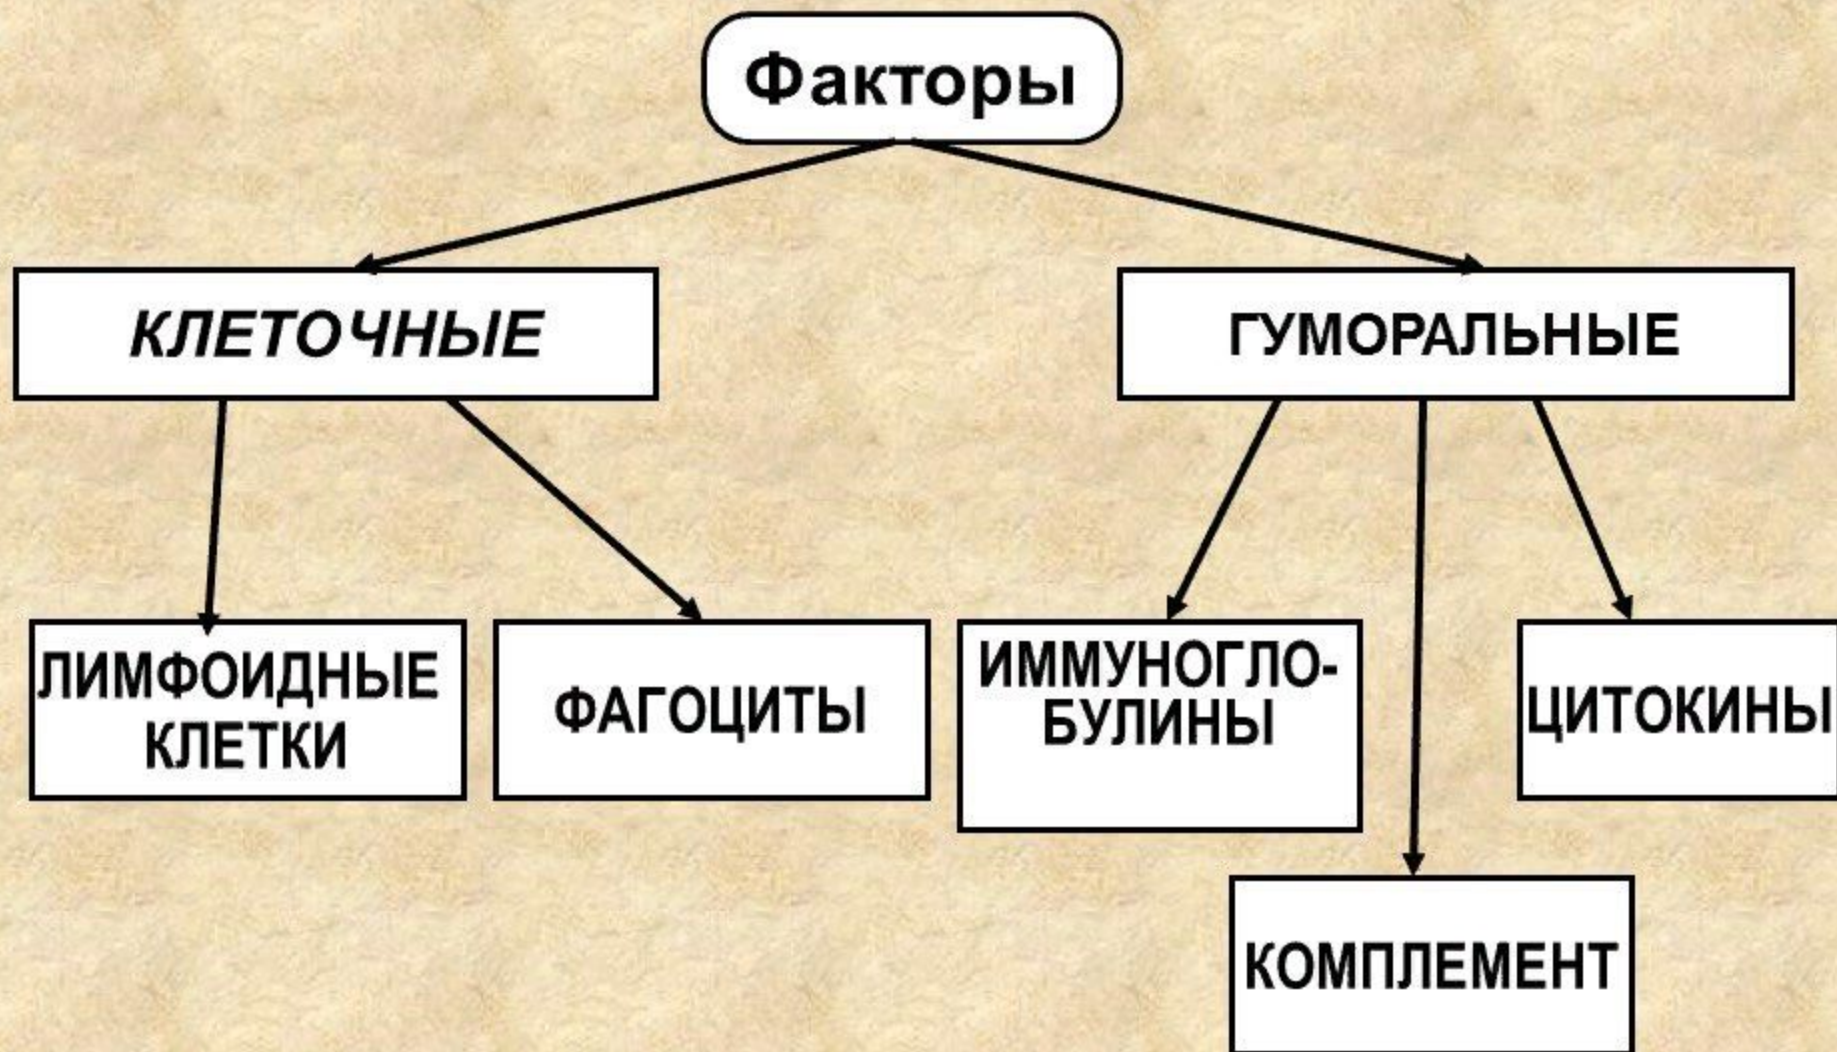 Факторы
КЛЕТОЧНЫЕ
ГУМОРАЛЬНЫЕ
ЛИМФОИДНЫЕ
КЛЕТКИ
ФАГОЦИТЫ
ИММУНОГЛО-
БУЛИНЫ
ЦИТОКИНЫ
КОМПЛЕМЕНТ